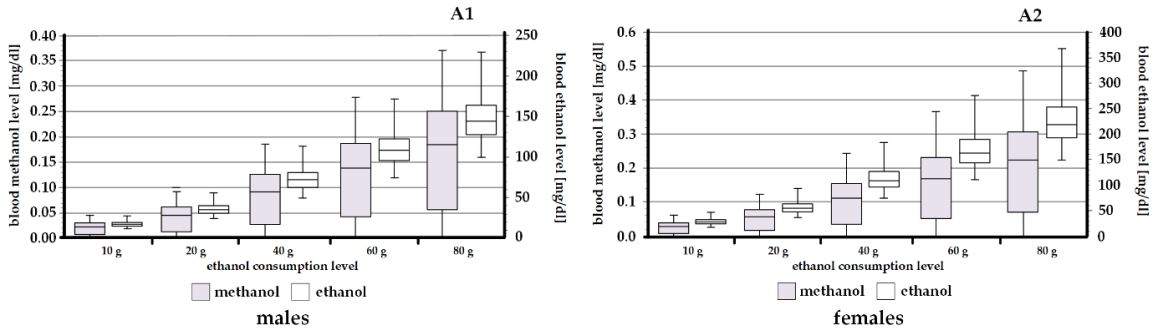 A1
blood methanol level [mg/dl]
0.40
0.35
0.30
0.25
0.20
0.15
0.10
0.05
0.00
250
200
150
100
50
0
blood ethanol level [mg/dl]
10 g 20 g 40 g 60 g 80 g
ethanol consumption level
methanol ethanol
males
A2
blood methanol level [mg/dl]
0.6
0.5
0.4
0.3
0.2
0.1
0.0
400
350
300
250
200
150
100
50
0
blood ethanol level [mg/dl]
10 g 20 g 40 g 60 g 80 g
ethanol consumption level
methanol ethanol
females